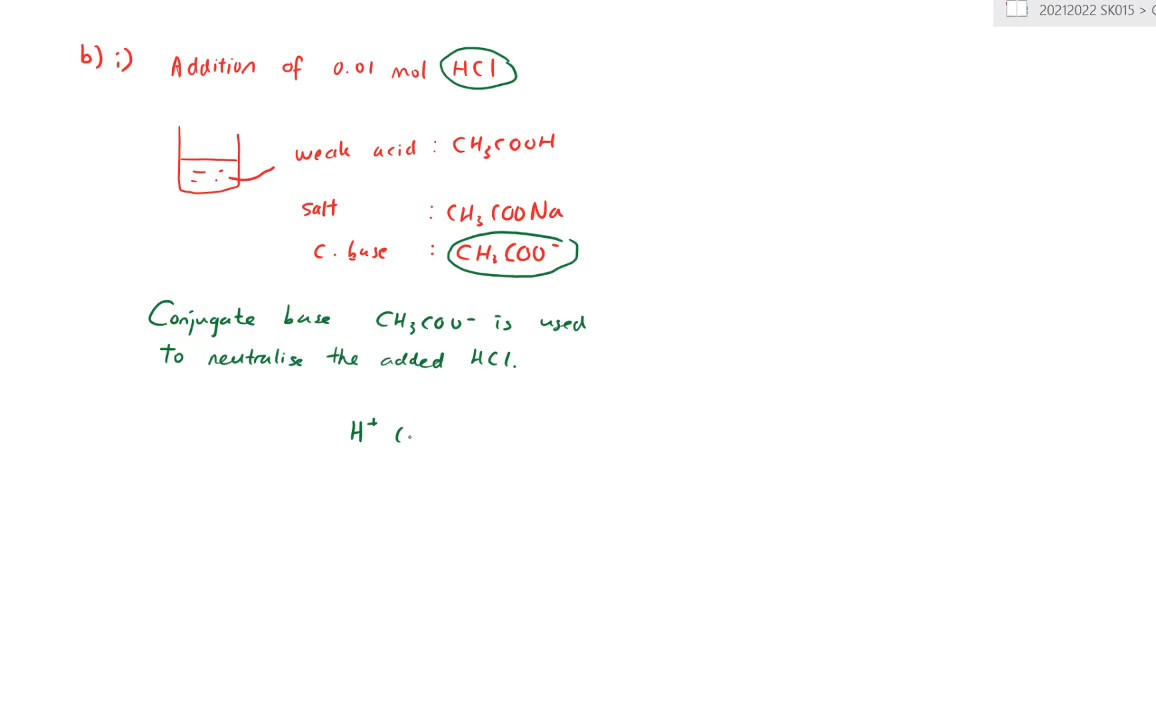 20212022 SK015 > C
b) i) Addition of 0.01 mol HCl
weak acid : CH₃COOH
salt : CH₃COONa
C. base : CH₃COO⁻
Conjugate base CH₃COO⁻ is used
to neutralise the added HCl.
H⁺ (